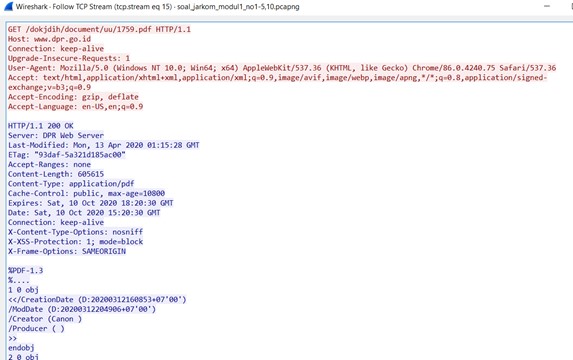 Wireshark - Follow TCP Stream (tcp.stream eq 15) - soal_jarkom_modul1_no1-5,10.pcapng
GET /dokjdih/document/uu/1759.pdf HTTP/1.1
Host: www.dpr.go.id
Connection: keep-alive
Upgrade-Insecure-Requests: 1
User-Agent: Mozilla/5.0 (Windows NT 10.0; Win64; x64) AppleWebKit/537.36 (KHTML, like Gecko) Chrome/86.0.4240.75 Safari/537.36
Accept: text/html,application/xhtml+xml,application/xml;q=0.9,image/avif,image/webp,image/apng,*/*;q=0.8,application/signed-
exchange;v=b3;q=0.9
Accept-Encoding: gzip, deflate
Accept-Language: en-US,en;q=0.9
HTTP/1.1 200 OK
Server: DPR Web Server
Last-Modified: Mon, 13 Apr 2020 01:15:28 GMT
ETag: "93daf-5a321d185ac00"
Accept-Ranges: none
Content-Length: 605615
Content-Type: application/pdf
Cache-Control: public, max-age=10800
Expires: Sat, 10 Oct 2020 18:20:30 GMT
Date: Sat, 10 Oct 2020 15:20:30 GMT
Connection: keep-alive
X-Content-Type-Options: nosniff
X-XSS-Protection: 1; mode=block
X-Frame-Options: SAMEORIGIN
%PDF-1.3
%....
1 0 obj
<</CreationDate (D:20200312160853+07'00')
/ModDate (D:20200312204906+07'00')
/Creator (Canon )
/Producer ( )
>>
endobj
2 0 obj